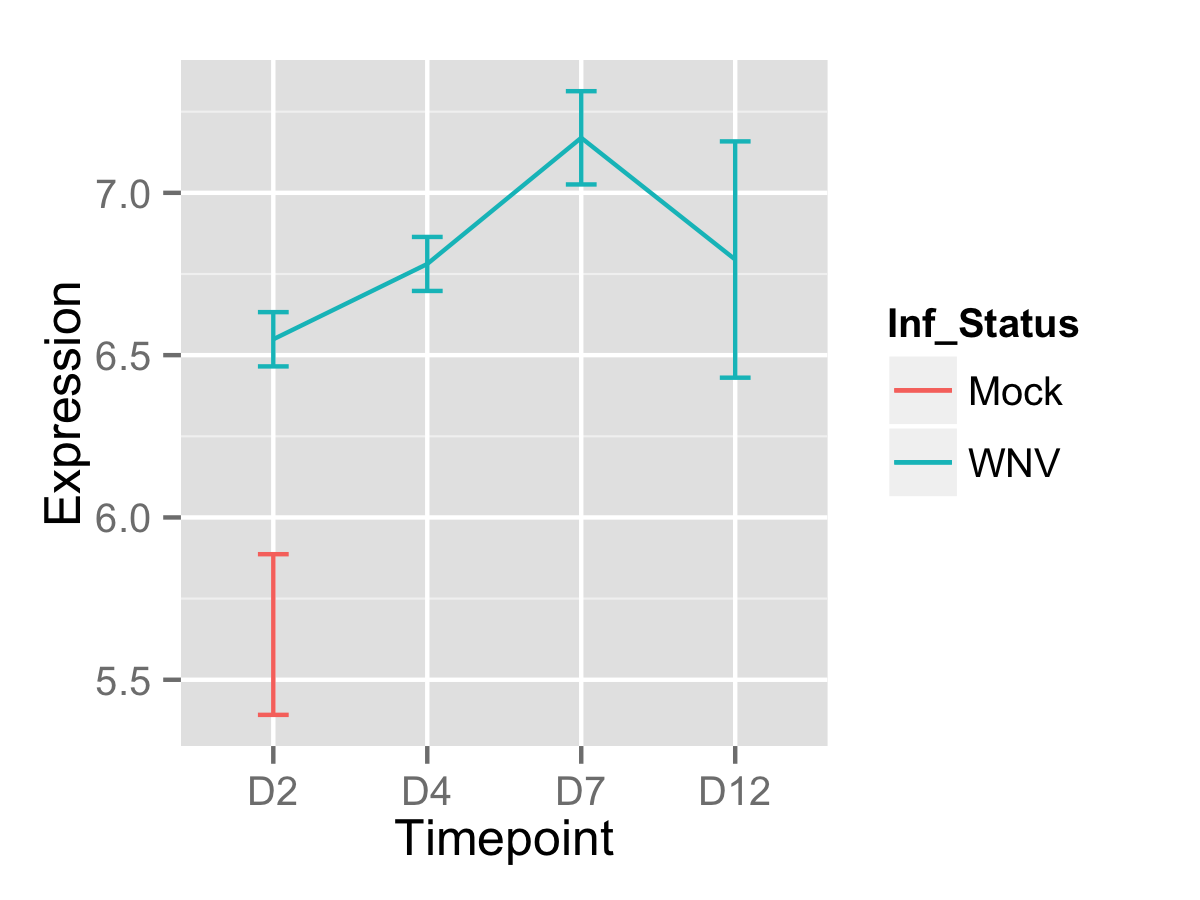 Expression
7.0
6.5
6.0
5.5
D2 D4 D7 D12
Timepoint
Inf_Status
Mock
WNV